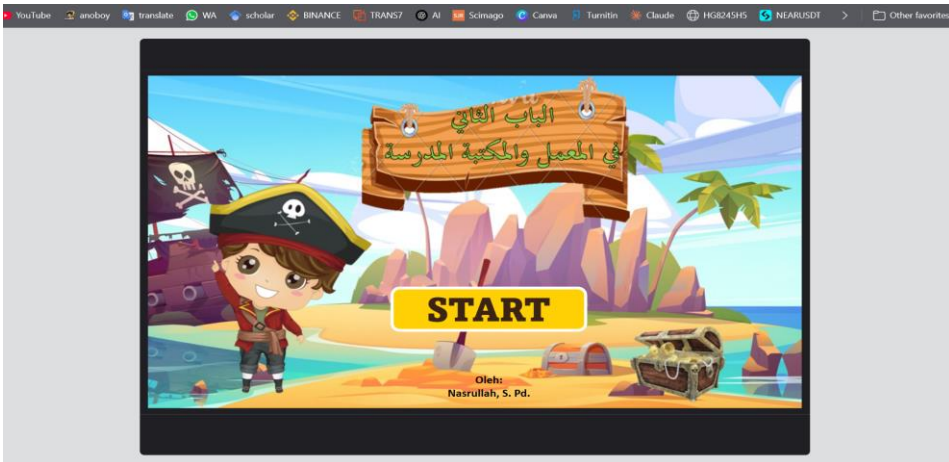 YouTube
anoboy
translate
WA
scholar
BINANCE
TRANS7
AI
Scimago
Canva
Turnitin
Claude
HG8245H5
NEARUSDT
Other favorites
الباب الثاني
في المعمل والمكتبة المدرسة
START
Oleh:
Nasrullah, S. Pd.